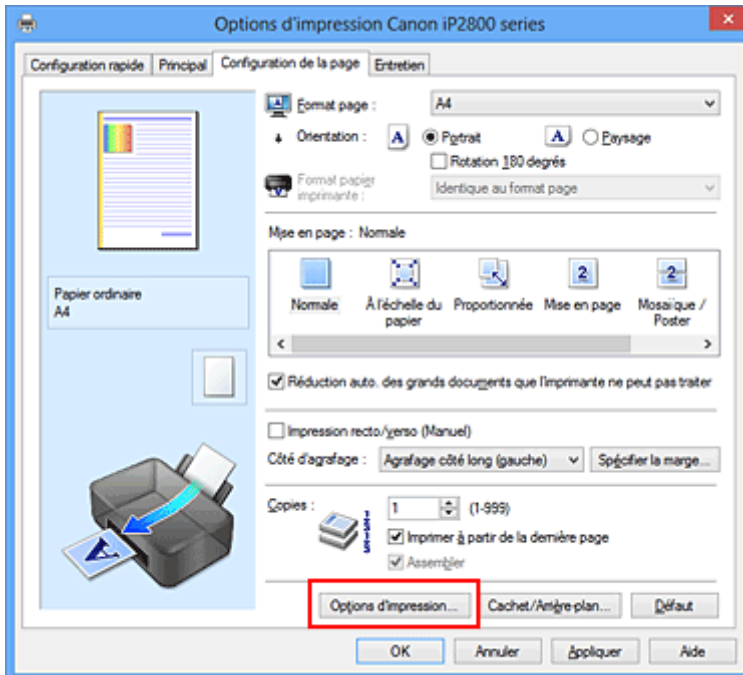 Options d'impression Canon iP2800 series
Configuration rapide Principal Configuration de la page Entretien
Format page : A4
Orientation : A Portrait A Paysage
Rotation 180 degrés
Format papier imprimante : Identique au format page
Mise en page : Normale
Normale À l'échelle du papier Proportionnée Mise en page Mosaïque / Poster
Papier ordinaire
A4
Réduction auto. des grands documents que l'imprimante ne peut pas traiter
Impression recto/verso (Manuel)
Côté d'agrafage : Agrafage côté long (gauche) Spécifier la marge...
Copies : 1 (1-999)
Imprimer à partir de la dernière page
Assembler
Options d'impression... Cachet/Arrière-plan... Défaut
OK Annuler Appliquer Aide